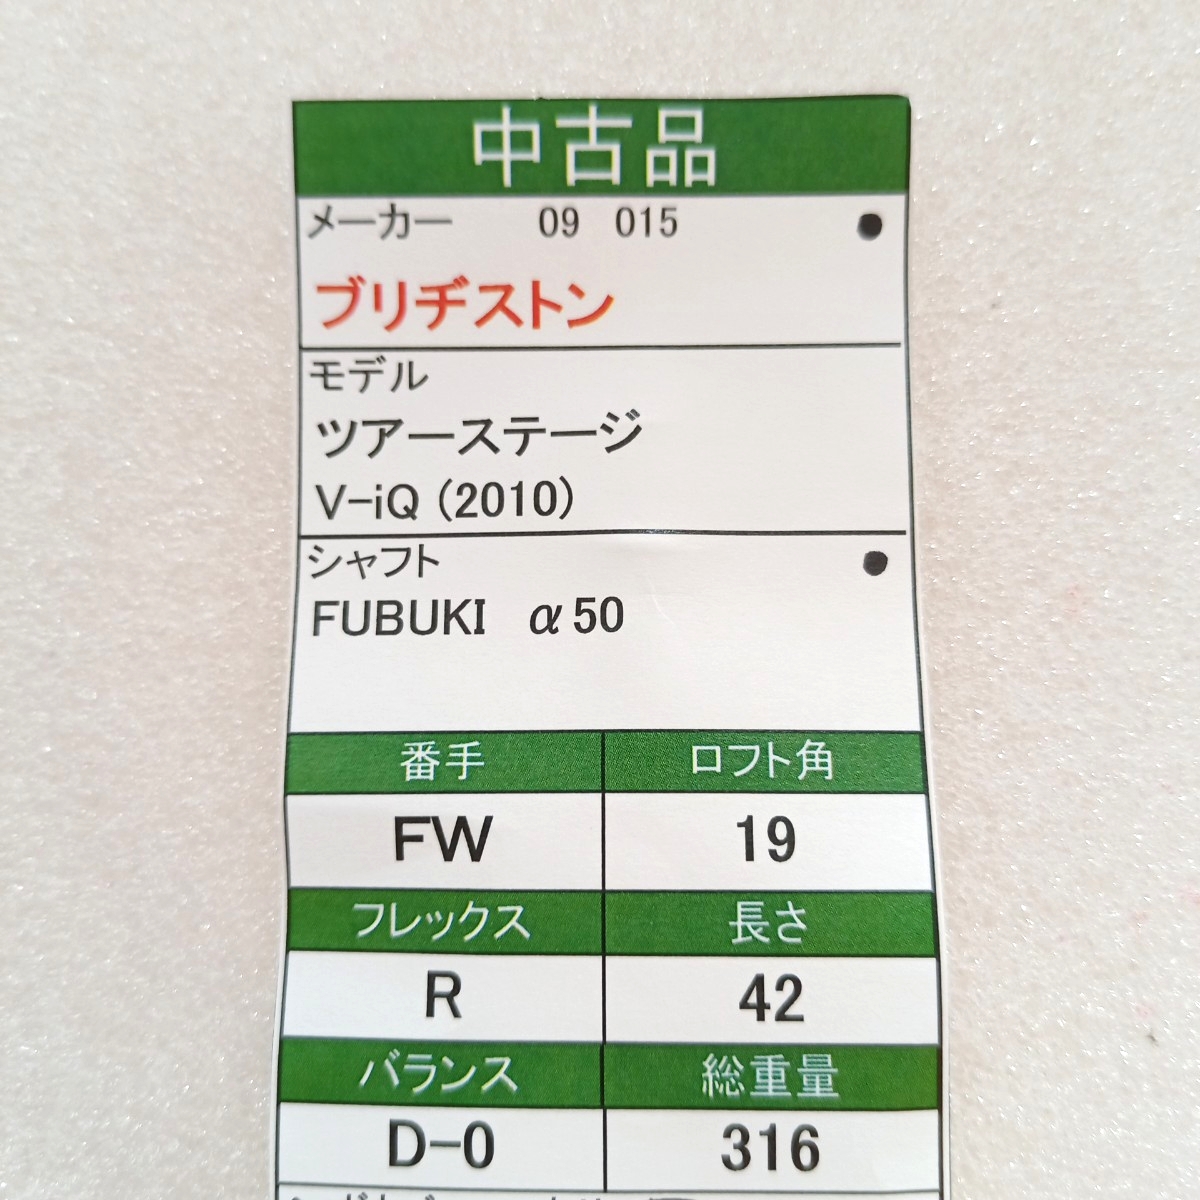 中古品
メーカー 09 015
ブリヂストン
モデル
ツアーステージ
V-iQ (2010)
シャフト
FUBUKI α50
番手 ロフト角
FW 19
フレックス 長さ
R 42
バランス 総重量
D-0 316